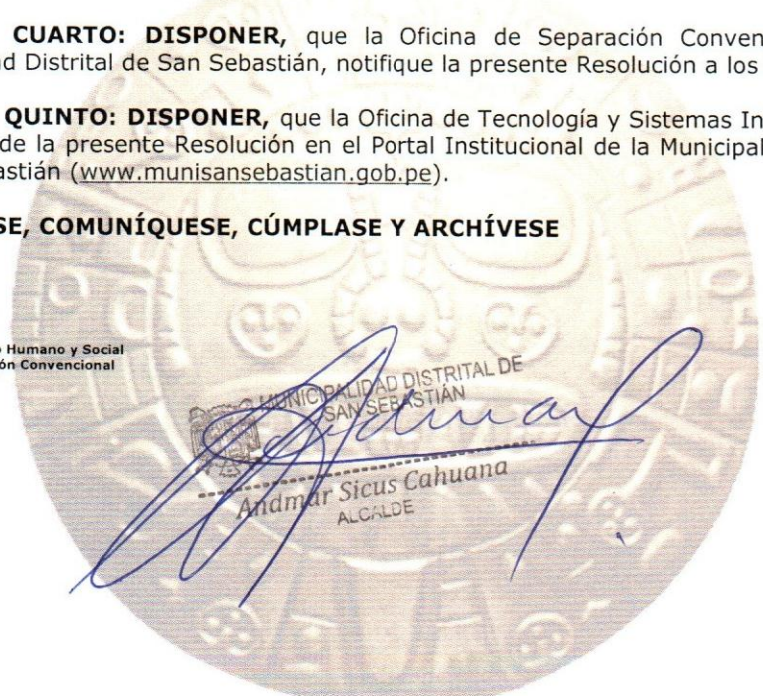 CUARTO: DISPONER, que la Oficina de Separación Conven
d Distrital de San Sebastián, notifique la presente Resolución a los
QUINTO: DISPONER, que la Oficina de Tecnología y Sistemas In
de la presente Resolución en el Portal Institucional de la Municipal
astián (www.munisansebastian.gob.pe).
SE, COMUNÍQUESE, CÚMPLASE Y ARCHÍVESE
o Humano y Social
ón Convencional
MUNICIPALIDAD DISTRITAL DE
SAN SEBASTIÁN
Andmar Sicus Cahuana
ALCALDE